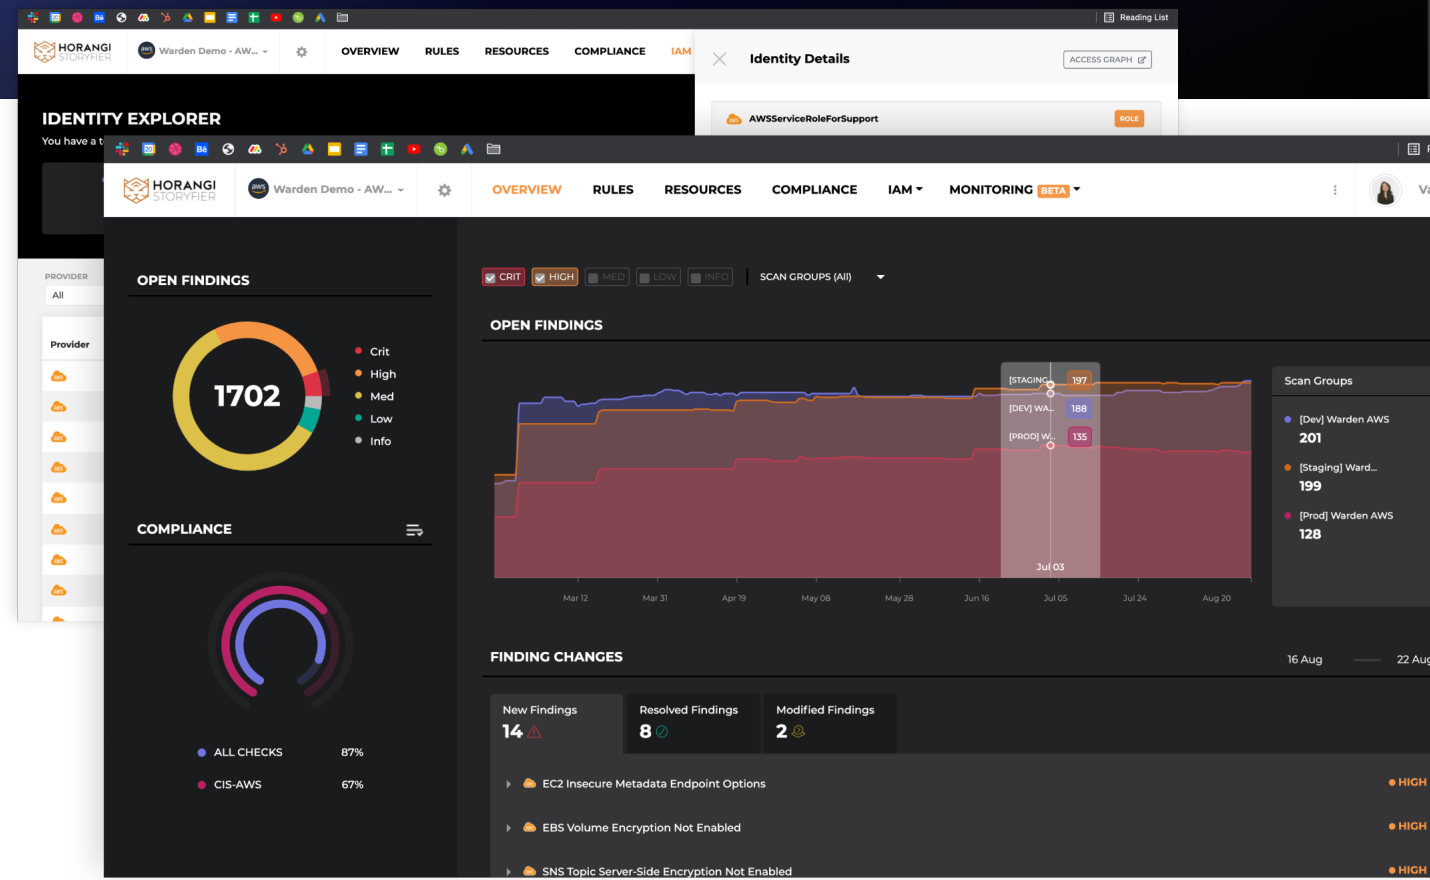 Reading List
HORANGI
STORYFIER
aws
Warden Demo - AW...
OVERVIEW
RULES
RESOURCES
COMPLIANCE
IAM
Identity Details
ACCESS GRAPH
AWSServiceRoleForSupport
ROLE
IDENTITY EXPLORER
You have a t
PROVIDER
All
Provider
20
Bē
HORANGI
STORYFIER
aws
Warden Demo - AW...
OVERVIEW
RULES
RESOURCES
COMPLIANCE
IAM
MONITORING BETA
Va
OPEN FINDINGS
1702
Crit
High
Med
Low
Info
COMPLIANCE
ALL CHECKS 87%
CIS-AWS 67%
CRIT
HIGH
MED
LOW
INFO
SCAN GROUPS (All)
OPEN FINDINGS
[STAGING... 197
[DEV] WA... 188
[PROD] W... 135
Jul 03
Mar 12
Mar 31
Apr 19
May 08
May 28
Jun 16
Jul 05
Jul 24
Aug 20
Scan Groups
[Dev] Warden AWS
201
[Staging] Ward...
199
[Prod] Warden AWS
128
FINDING CHANGES
16 Aug
22 Aug
New Findings
14
Resolved Findings
8
Modified Findings
2
EC2 Insecure Metadata Endpoint Options
HIGH
EBS Volume Encryption Not Enabled
HIGH
SNS Topic Server-Side Encryption Not Enabled
HIGH